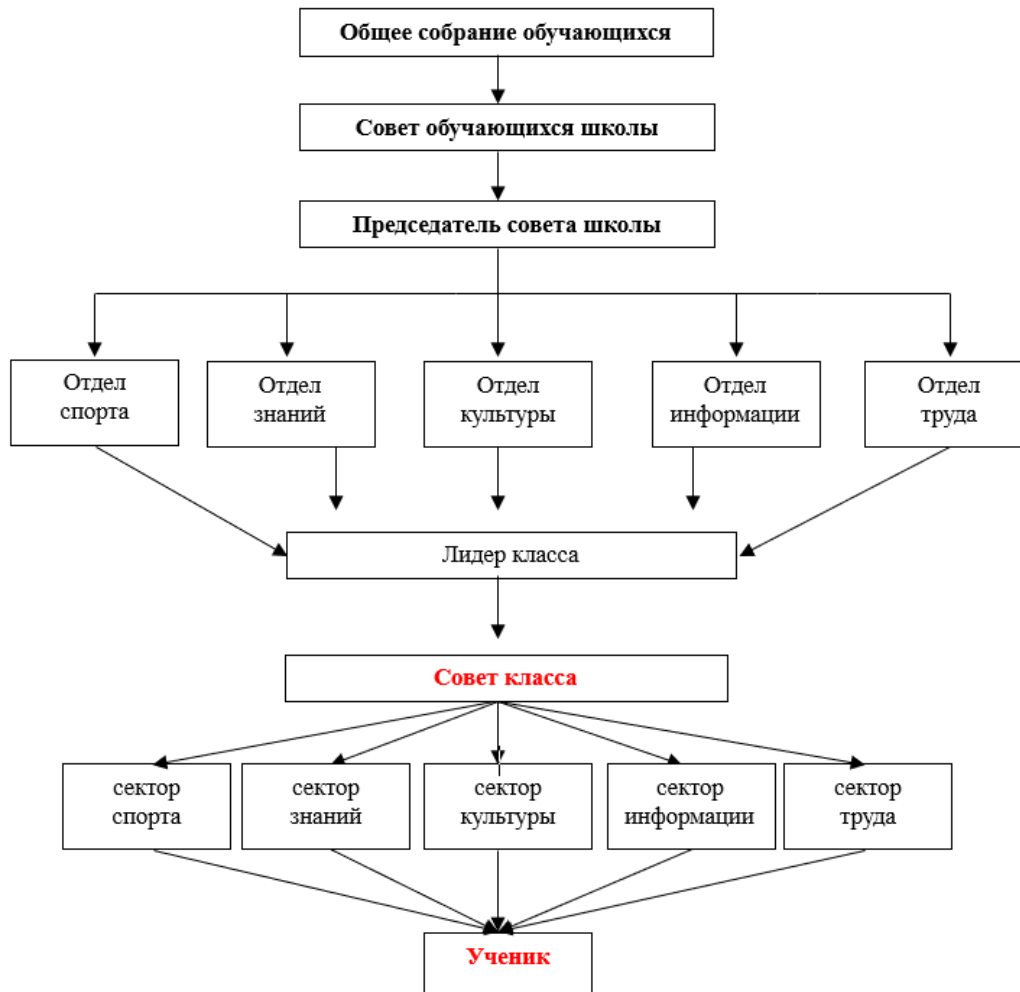 Общее собрание обучающихся
Совет обучающихся школы
Председатель совета школы
Отдел
спорта
Отдел
знаний
Отдел
культуры
Отдел
информации
Отдел
труда
Лидер класса
Совет класса
сектор
спорта
сектор
знаний
сектор
культуры
сектор
информации
сектор
труда
Ученик